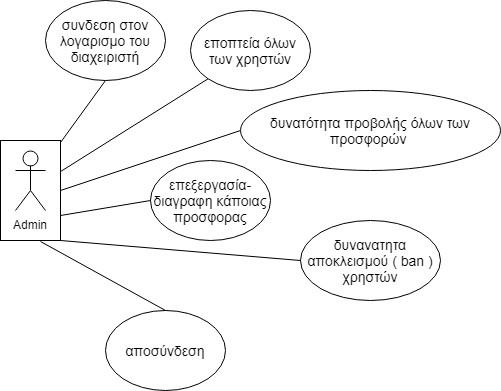 συνδεση στον
λογαρισμο του
διαχειριστή
εποπτεία όλων
των χρηστών
δυνατότητα προβολής όλων των
προσφορών
επεξεργασία-
διαγραφη κάποιας
προσφορας
Admin
δυνανατητα
αποκλεισμού ( ban )
χρηστών
αποσύνδεση